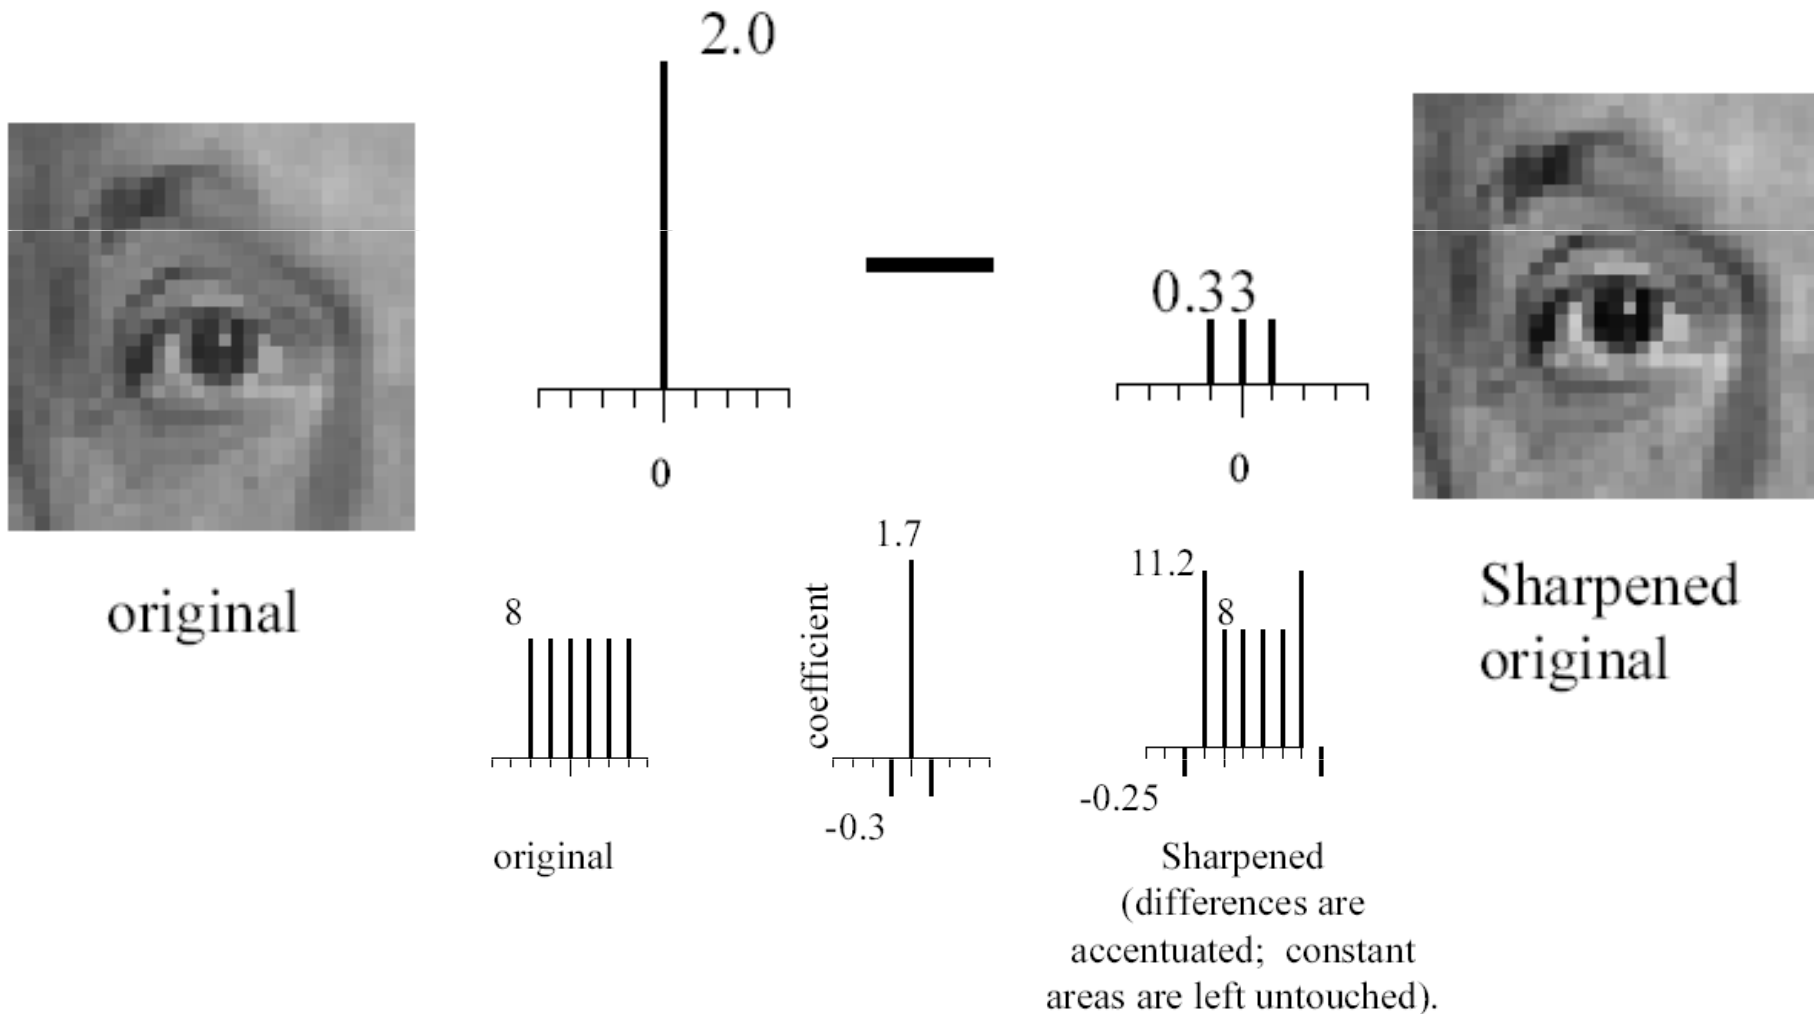 2.0
0.33
0
0
original
Sharpened
original
8
1.7
coefficient
-0.3
11.2
8
-0.25
original
Sharpened
(differences are
accentuated; constant
areas are left untouched).